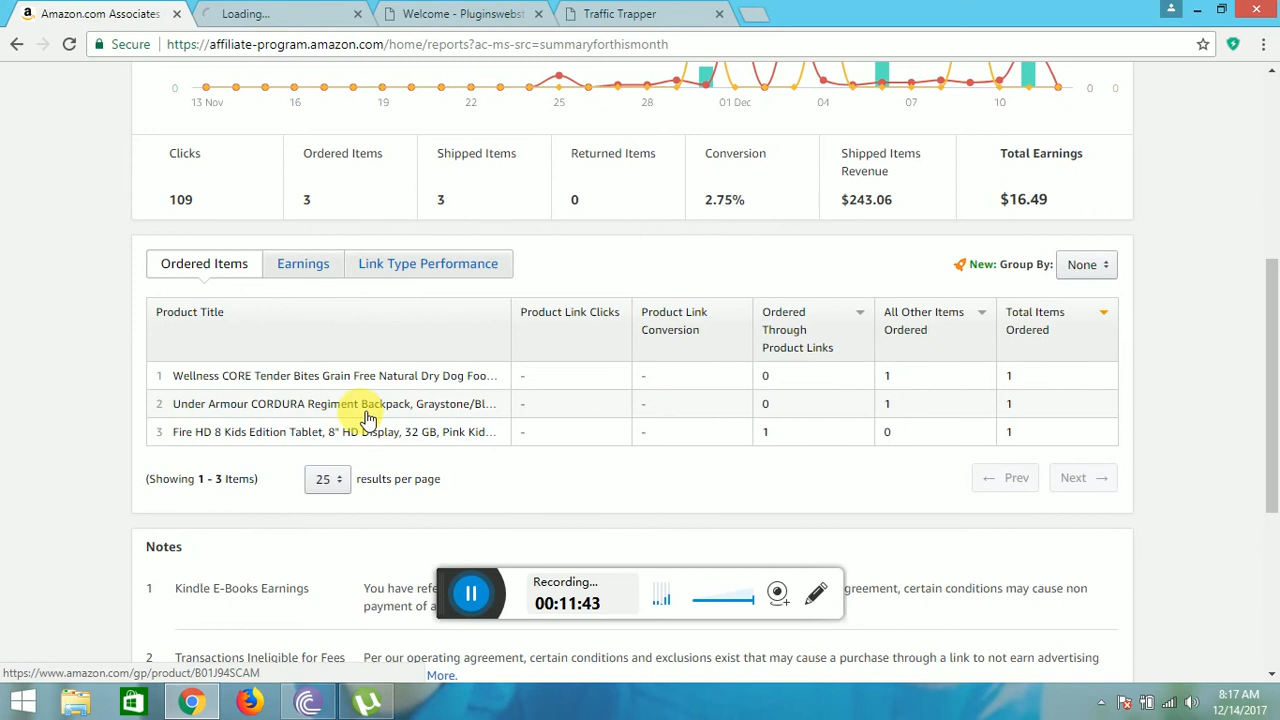 Amazon.com Associates
Loading...
Welcome - Pluginswebst
Traffic Trapper
Secure
https://affiliate-program.amazon.com/home/reports?ac-ms-src=summaryforthismonth
0
0
0
13 Nov
16
19
22
25
28
01 Dec
04
07
10
Clicks
Ordered Items
Shipped Items
Returned Items
Conversion
Shipped Items
Revenue
Total Earnings
109
3
3
0
2.75%
$243.06
$16.49
Ordered Items
Earnings
Link Type Performance
New: Group By:
None
Product Title
Product Link Clicks
Product Link
Conversion
Ordered
Through
Product Links
All Other Items
Ordered
Total Items
Ordered
1 Wellness CORE Tender Bites Grain Free Natural Dry Dog Foo... - - 0 1 1
2 Under Armour CORDURA Regiment Backpack, Graystone/Bl... - - 0 1 1
3 Fire HD 8 Kids Edition Tablet, 8" HD Display, 32 GB, Pink Kid... - - 1 0 1
(Showing 1 - 3 Items)
25
results per page
← Prev
Next →
Notes
1 Kindle E-Books Earnings
You have refe
agreement, certain conditions may cause non
payment of a
Recording...
00:11:43
2 Transactions Ineligible for Fees
Per our operating agreement, certain conditions and exclusions exist that may cause a purchase through a link to not earn advertising
More.
https://www.amazon.com/gp/product/B01J94SCAM
8:17 AM
12/14/2017